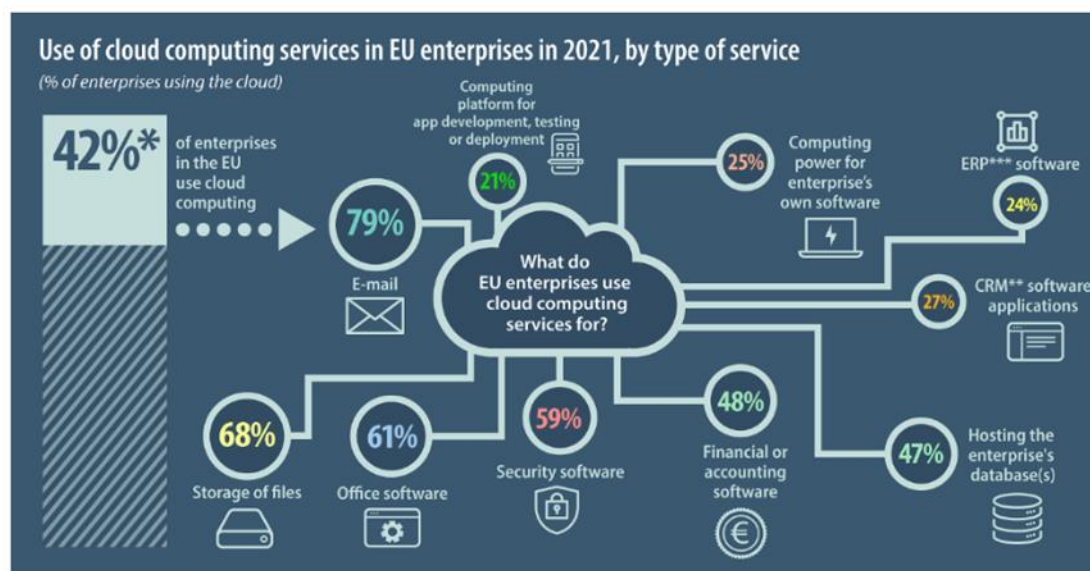 Use of cloud computing services in EU enterprises in 2021, by type of service
(% of enterprises using the cloud)
42%*
of enterprises
in the EU
use cloud
computing
79%
E-mail
Computing
platform for
app development, testing
or deployment
21%
25%
Computing
power for
enterprise's
own software
ERP*** software
24%
What do
EU enterprises use
cloud computing
services for?
27%
CRM** software
applications
68%
Storage of files
61%
Office software
59%
Security software
48%
Financial or
accounting
software
€
47%
Hosting the
enterprise's
database(s)